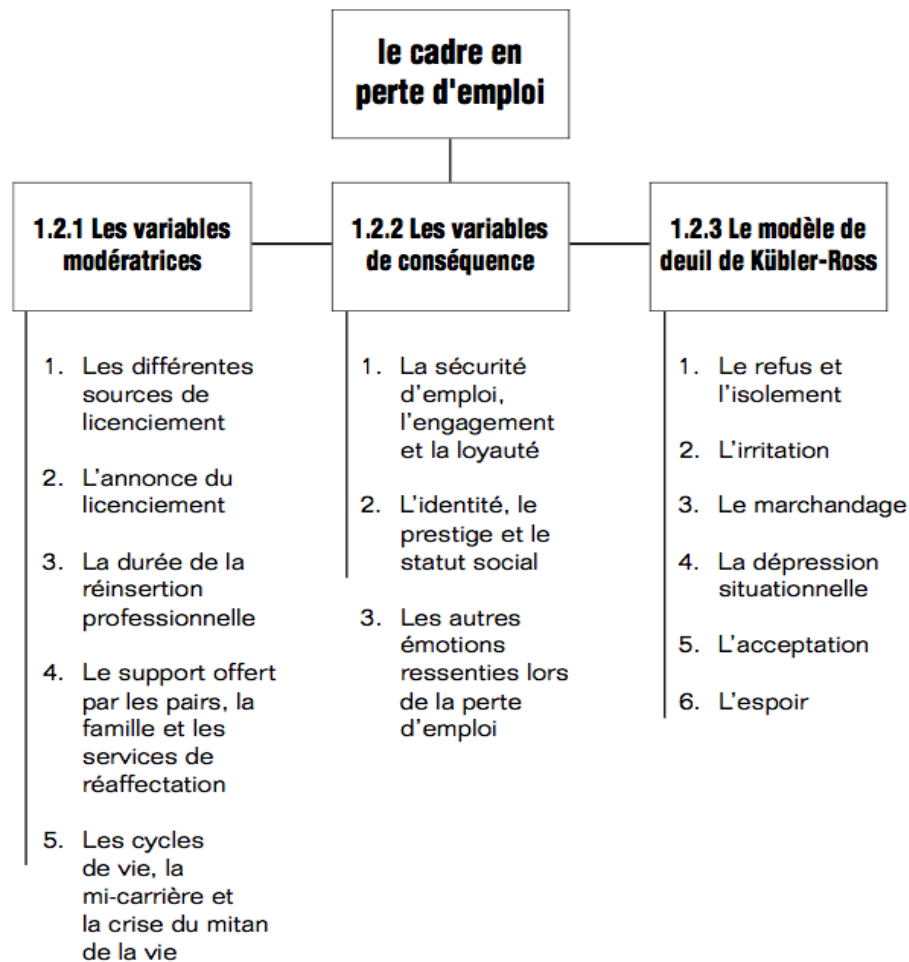 le cadre en
perte d'emploi
1.2.1 Les variables
modératrices
1. Les différentes
sources de
licenciement
2. L'annonce du
licenciement
3. La durée de la
réinsertion
professionnelle
4. Le support offert
par les pairs, la
famille et les
services de
réaffectation
5. Les cycles
de vie, la
mi-carrière et
la crise du mitan
de la vie
1.2.2 Les variables
de conséquence
1. La sécurité
d'emploi,
l'engagement
et la loyauté
2. L'identité, le
prestige et le
statut social
3. Les autres
émotions
ressenties lors
de la perte
d'emploi
1.2.3 Le modèle de
deuil de Kübler-Ross
1. Le refus et
l'isolement
2. L'irritation
3. Le marchandage
4. La dépression
situationnelle
5. L'acceptation
6. L'espoir